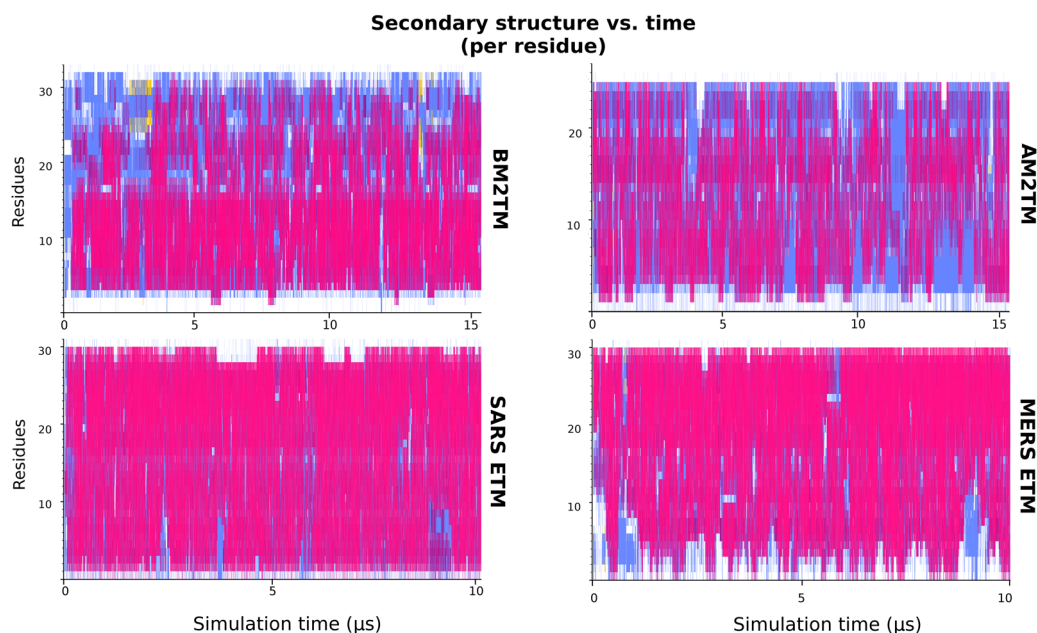 Secondary structure vs. time
(per residue)
Residues
30
20
10
0
5
10
15
BM2TM
20
10
0
5
10
15
AM2TM
Residues
30
20
10
0
5
10
SARS ETM
30
20
10
0
5
10
MERS ETM
Simulation time (μs)
Simulation time (μs)